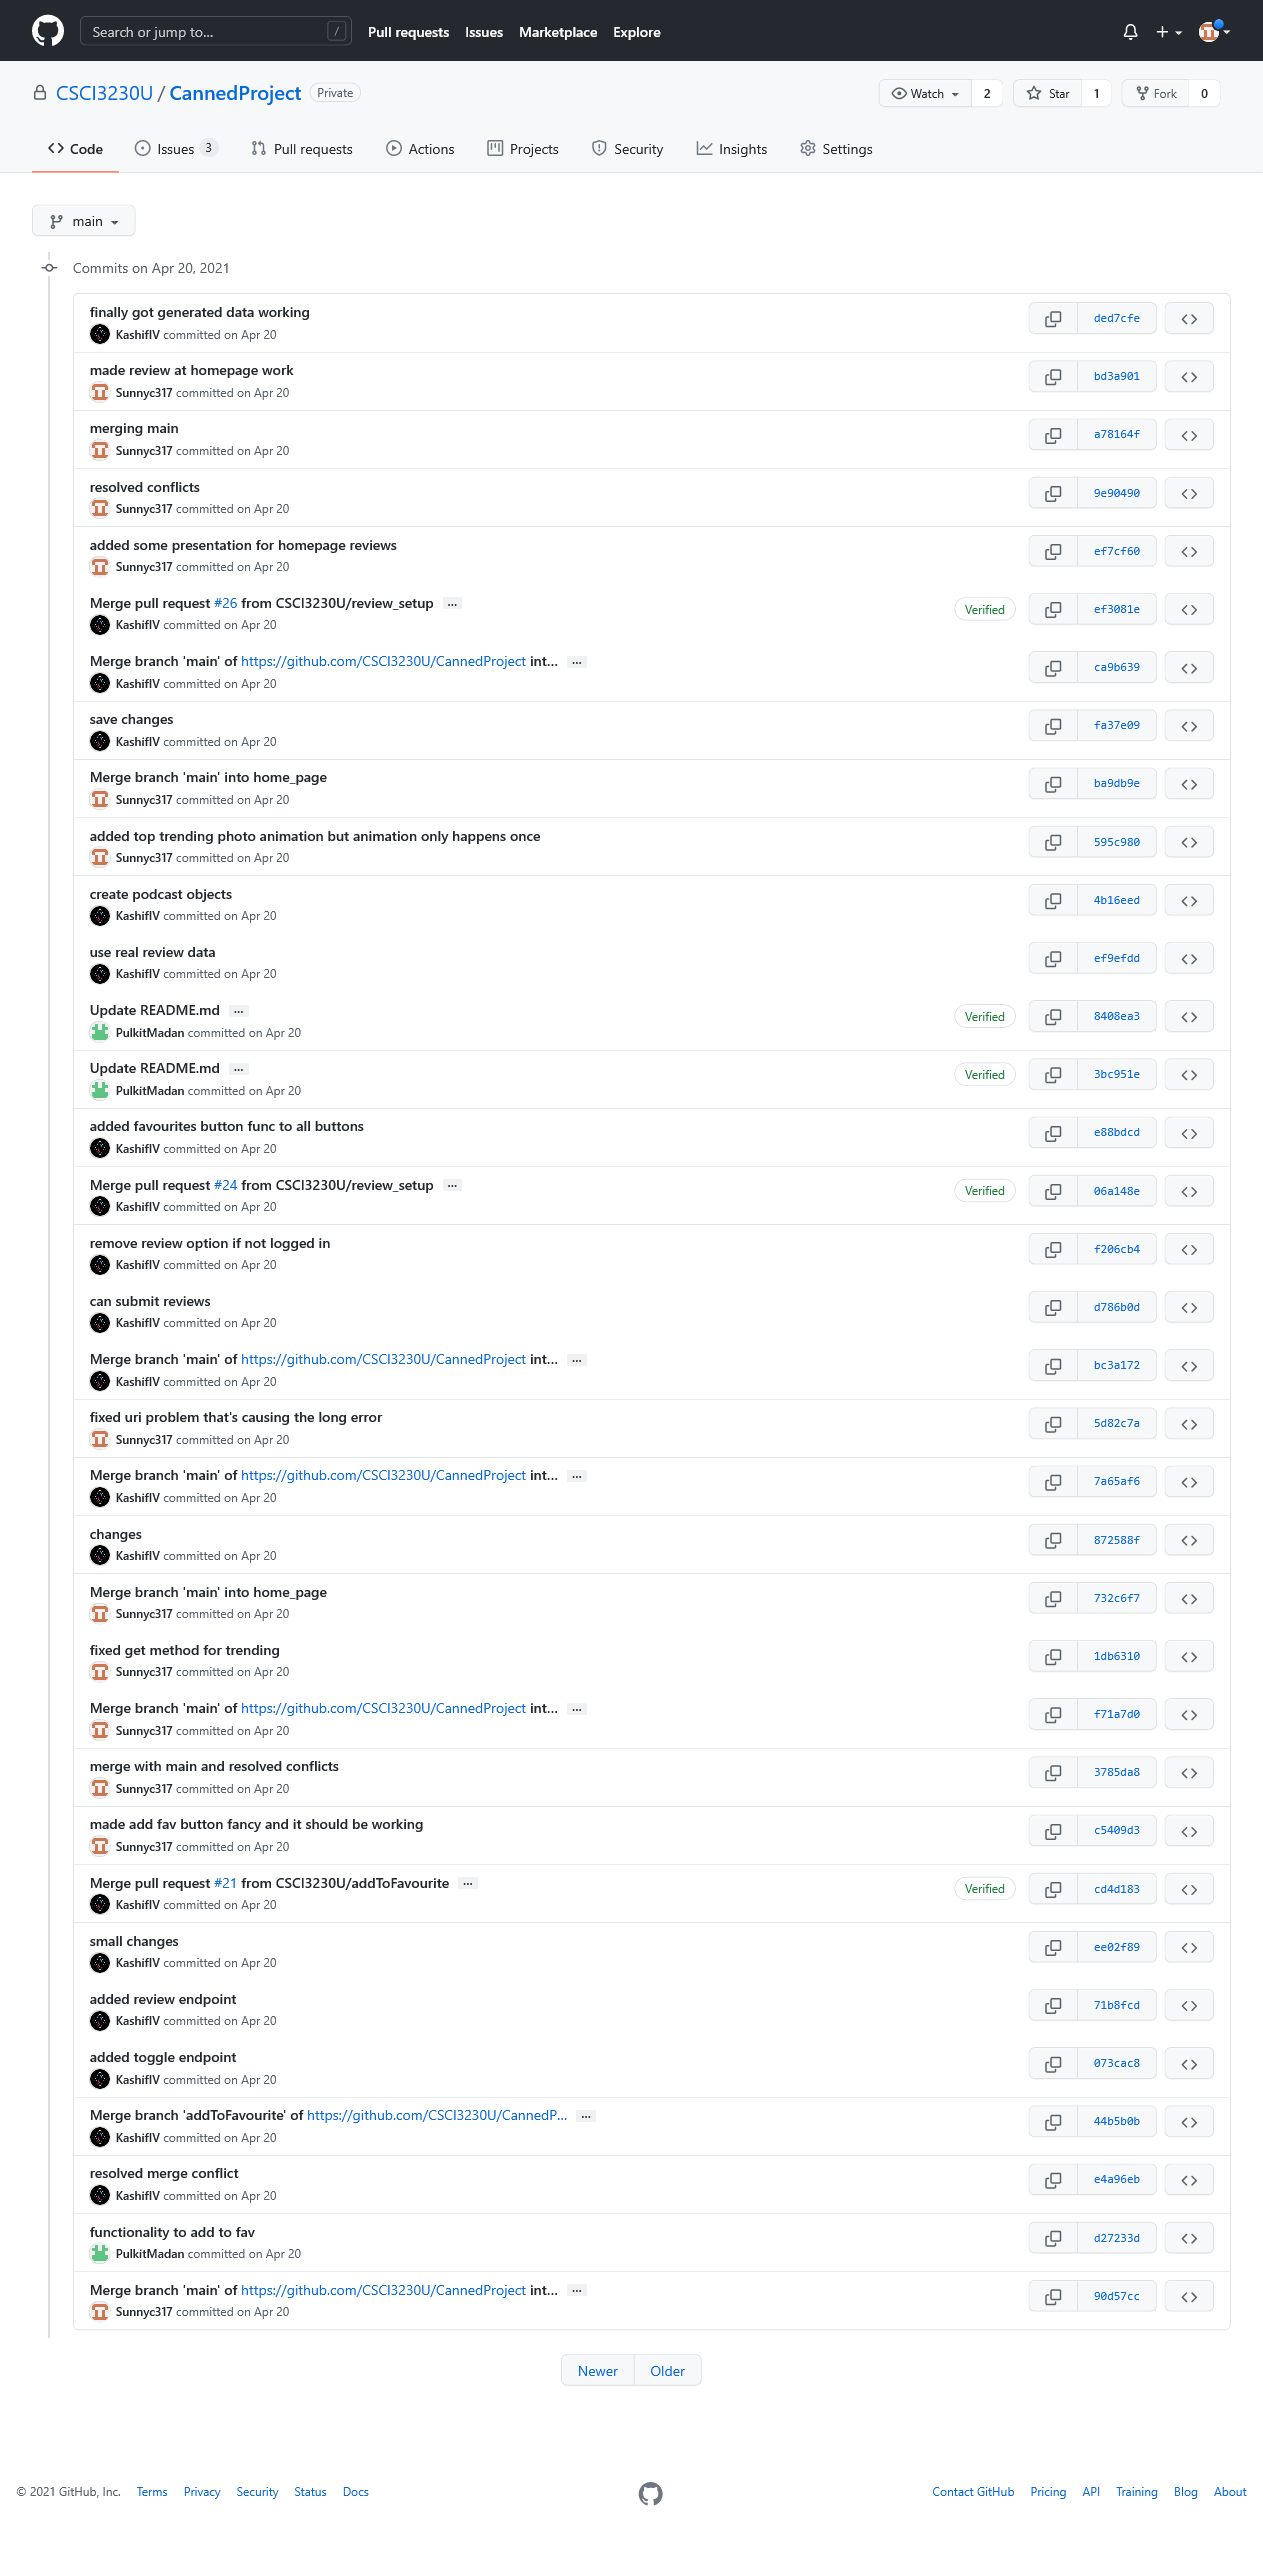 Search or jump to... / Pull requests Issues Marketplace Explore
CSCI3230U / CannedProject Private Watch 2 Star 1 Fork 0
Code Issues 3 Pull requests Actions Projects Security Insights Settings
main
Commits on Apr 20, 2021
finally got generated data working
KashifIV committed on Apr 20 ded7cfe
made review at homepage work
Sunnyc317 committed on Apr 20 bd3a901
merging main
Sunnyc317 committed on Apr 20 a78164f
resolved conflicts
Sunnyc317 committed on Apr 20 9e90490
added some presentation for homepage reviews
Sunnyc317 committed on Apr 20 ef7cf60
Merge pull request #26 from CSCI3230U/review_setup ...
KashifIV committed on Apr 20 Verified ef3081e
Merge branch 'main' of https://github.com/CSCI3230U/CannedProject int... ...
KashifIV committed on Apr 20 ca9b639
save changes
KashifIV committed on Apr 20 fa37e09
Merge branch 'main' into home_page
Sunnyc317 committed on Apr 20 ba9db9e
added top trending photo animation but animation only happens once
Sunnyc317 committed on Apr 20 595c980
create podcast objects
KashifIV committed on Apr 20 4b16eed
use real review data
KashifIV committed on Apr 20 ef9efdd
Update README.md ...
PulkitMadan committed on Apr 20 Verified 8408ea3
Update README.md ...
PulkitMadan committed on Apr 20 Verified 3bc951e
added favourites button func to all buttons
KashifIV committed on Apr 20 e88bdcd
Merge pull request #24 from CSCI3230U/review_setup ...
KashifIV committed on Apr 20 Verified 06a148e
remove review option if not logged in
KashifIV committed on Apr 20 f206cb4
can submit reviews
KashifIV committed on Apr 20 d786b0d
Merge branch 'main' of https://github.com/CSCI3230U/CannedProject int... ...
KashifIV committed on Apr 20 bc3a172
fixed uri problem that's causing the long error
Sunnyc317 committed on Apr 20 5d82c7a
Merge branch 'main' of https://github.com/CSCI3230U/CannedProject int... ...
KashifIV committed on Apr 20 7a65af6
changes
KashifIV committed on Apr 20 872588f
Merge branch 'main' into home_page
Sunnyc317 committed on Apr 20 732c6f7
fixed get method for trending
Sunnyc317 committed on Apr 20 1db6310
Merge branch 'main' of https://github.com/CSCI3230U/CannedProject int... ...
Sunnyc317 committed on Apr 20 f71a7d0
merge with main and resolved conflicts
Sunnyc317 committed on Apr 20 3785da8
made add fav button fancy and it should be working
Sunnyc317 committed on Apr 20 c5409d3
Merge pull request #21 from CSCI3230U/addToFavourite ...
KashifIV committed on Apr 20 Verified cd4d183
small changes
KashifIV committed on Apr 20 ee02f89
added review endpoint
KashifIV committed on Apr 20 71b8fcd
added toggle endpoint
KashifIV committed on Apr 20 073cac8
Merge branch 'addToFavourite' of https://github.com/CSCI3230U/CannedP... ...
KashifIV committed on Apr 20 44b5b0b
resolved merge conflict
KashifIV committed on Apr 20 e4a96eb
functionality to add to fav
PulkitMadan committed on Apr 20 d27233d
Merge branch 'main' of https://github.com/CSCI3230U/CannedProject int... ...
Sunnyc317 committed on Apr 20 90d57cc
Newer Older
© 2021 GitHub, Inc. Terms Privacy Security Status Docs Contact GitHub Pricing API Training Blog About